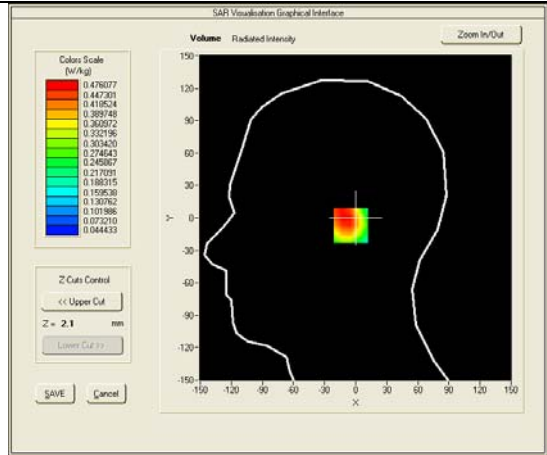 SAR Visualisation Graphical Interface
Volume Radiated Intensity
Zoom In/Out
Colors Scale
(W/kg)
0.476077
0.447301
0.418524
0.389748
0.360972
0.332196
0.303420
0.274643
0.245867
0.217091
0.188315
0.159538
0.130762
0.101986
0.073210
0.044433
Z Cuts Control
<< Upper Cut
Z = 2.1 mm
Lower Cut >>
SAVE Cancel
150-
120-
90-
60-
30-
0-
-30-
-60-
-90-
-120-
-150-
Y
-150 -120 -90 -60 -30 0 30 60 90 120 150
X